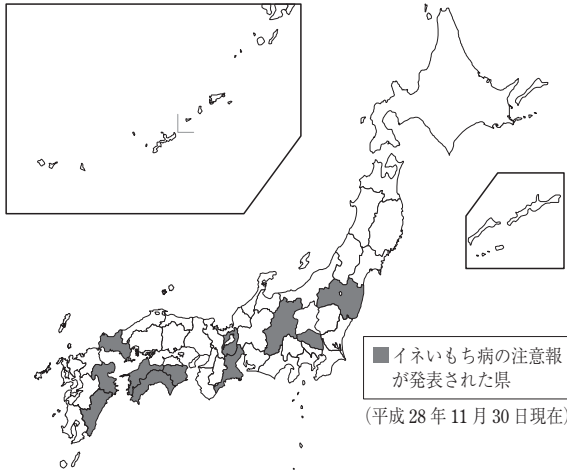 イネいもち病の注意報
が発表された県
(平成 28 年 11 月 30 日現在)